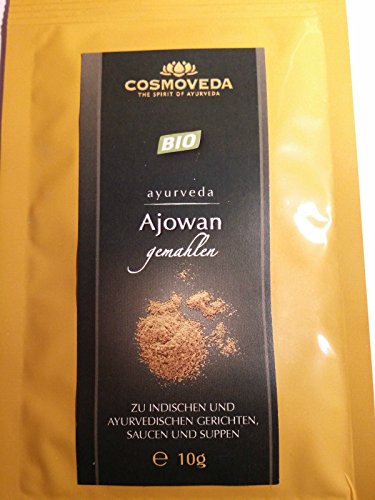 COSMOVEDA
THE SPIRIT OF AYURVEDA
BIO
ayurveda
Ajowan
gemahlen
ZU INDISCHEN UND
AYURVEDISCHEN GERICHTEN,
SAUCEN UND SUPPEN
℮ 10g